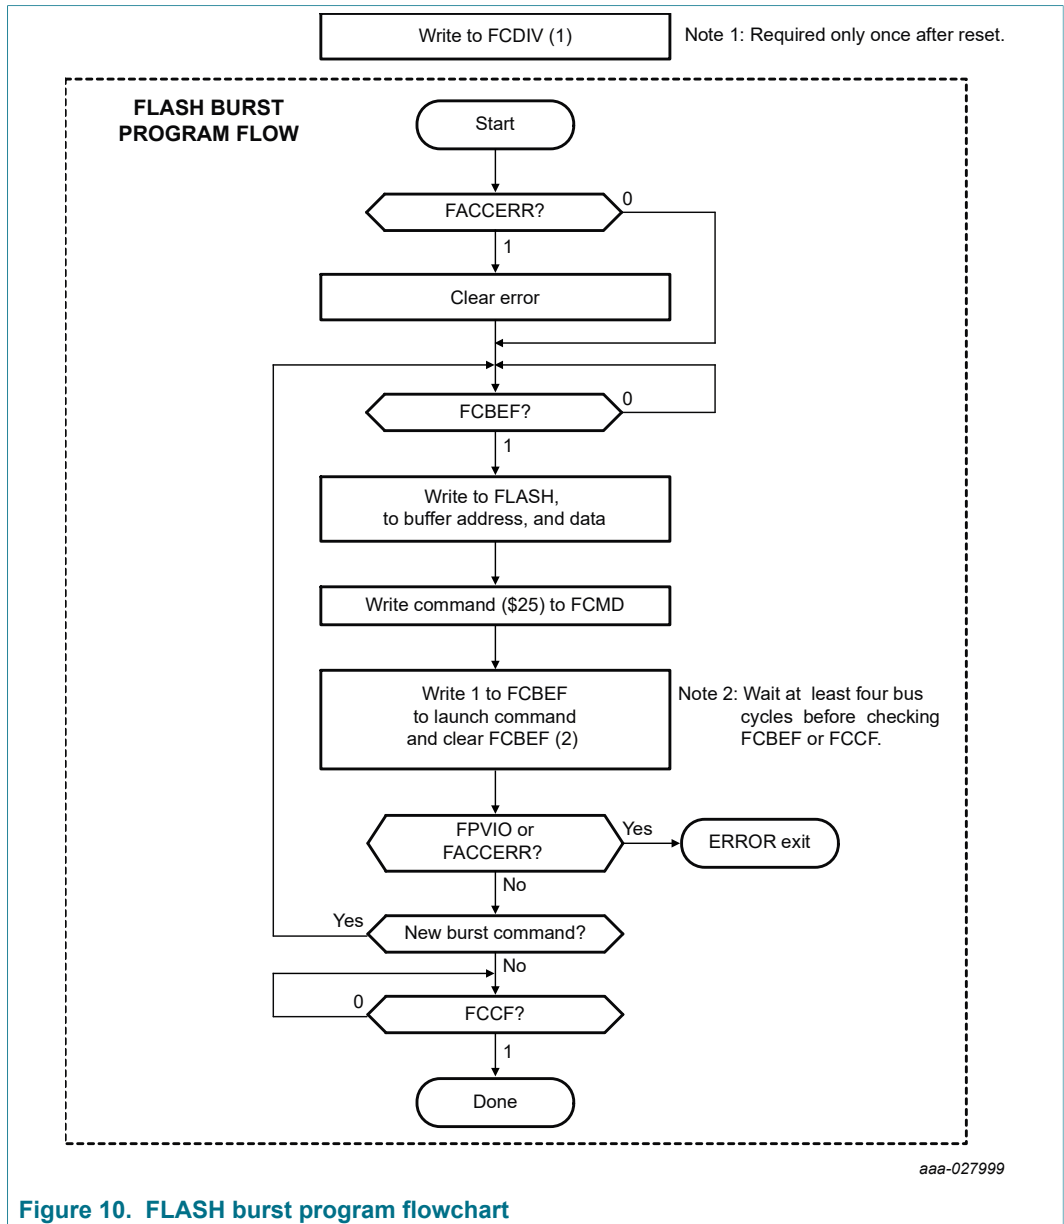 Write to FCDIV (1)
Note 1: Required only once after reset.
FLASH BURST
PROGRAM FLOW
Start
FACCERR?
0
1
Clear error
FCBEF?
0
1
Write to FLASH,
to buffer address, and data
Write command ($25) to FCMD
Write 1 to FCBEF
to launch command
and clear FCBEF (2)
Note 2: Wait at least four bus
cycles before checking
FCBEF or FCCF.
FPVIO or
FACCERR?
Yes
ERROR exit
No
Yes
New burst command?
No
0
FCCF?
1
Done
aaa-027999
Figure 10. FLASH burst program flowchart